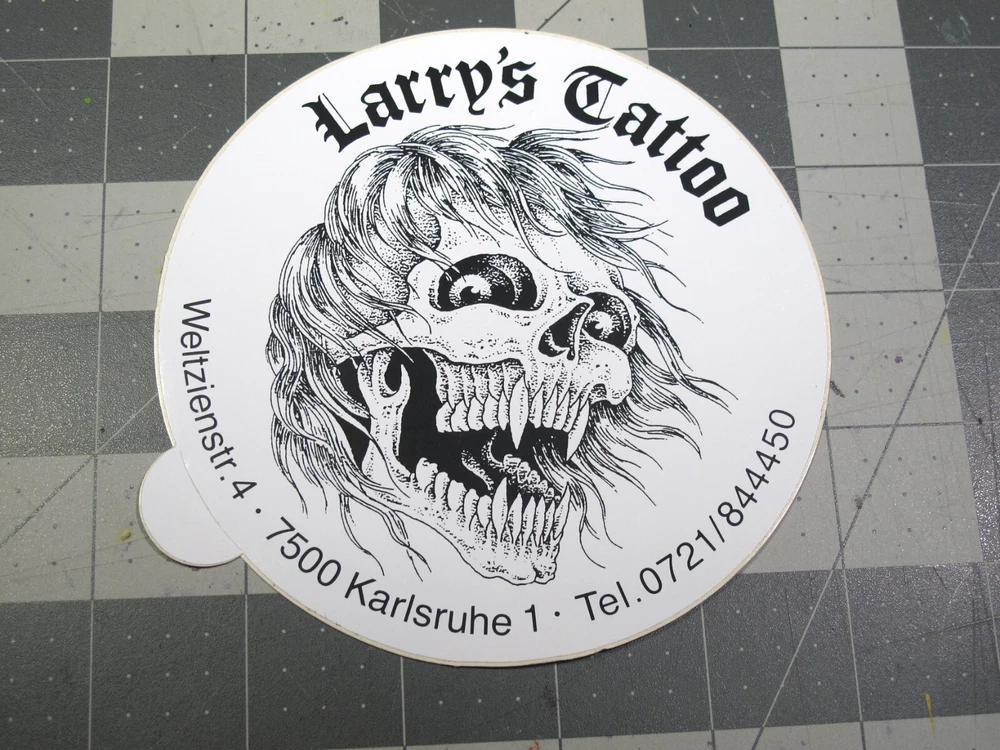 Larry's Tattoo
Weltzienstr. 4 · 7500 Karlsruhe 1 · Tel. 0721/844450